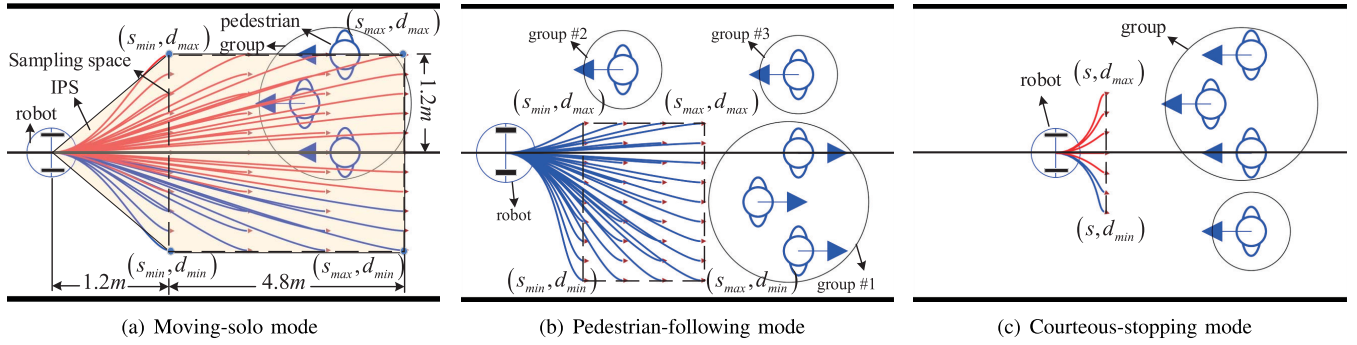 (s_min, d_max)
pedestrian
group
(s_max, d_max)
Sampling space
IPS
robot
1.2m
(s_min, d_min)
(s_max, d_min)
1.2m
4.8m
(a) Moving-solo mode
group #2
group #3
(s_min, d_max)
(s_max, d_max)
robot
(s_min, d_min)
(s_max, d_min)
group #1
(b) Pedestrian-following mode
group
robot
(s, d_max)
(s, d_min)
(c) Courteous-stopping mode